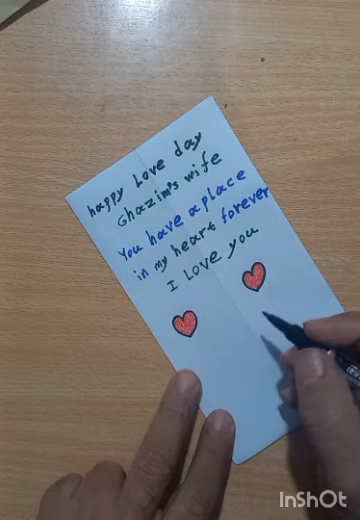 happy Love day
Ghazim's wife
You have a place
in my heart forever
I love you
InShOt